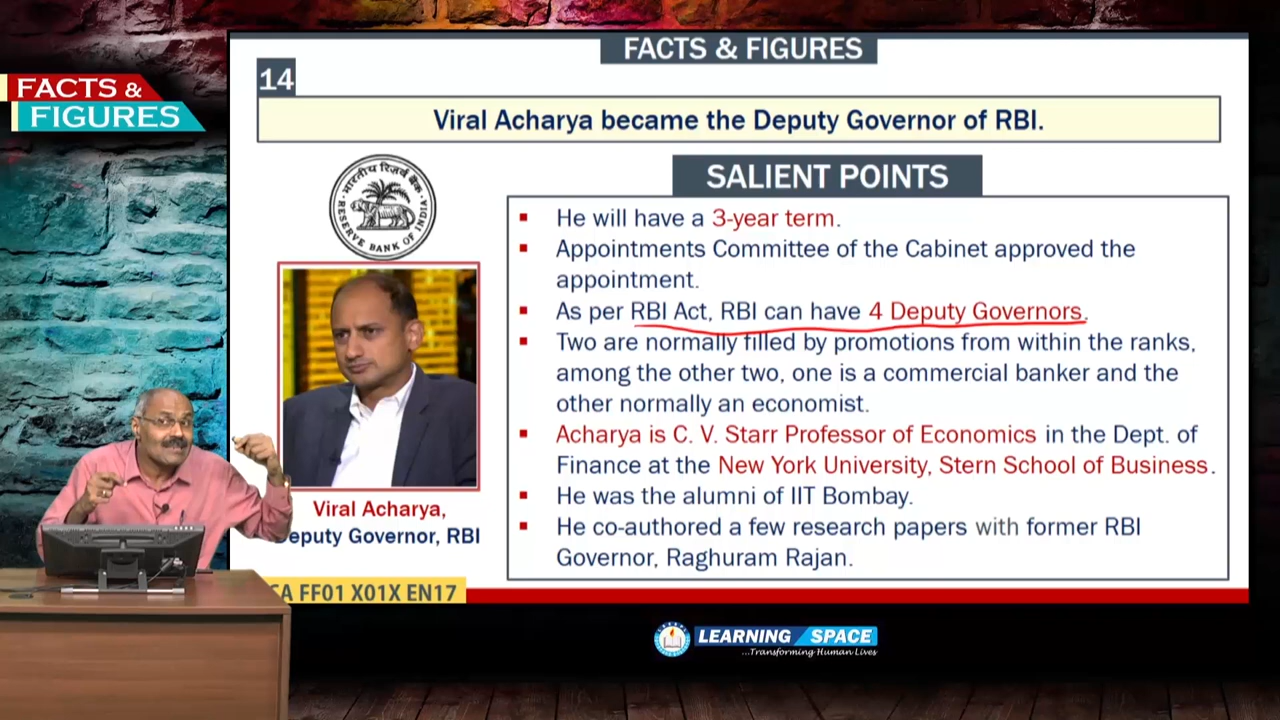 FACTS & FIGURES
14
FACTS &
FIGURES
Viral Acharya became the Deputy Governor of RBI.
भारतीय रिज़र्व बैंक
RESERVE BANK OF INDIA
SALIENT POINTS
He will have a 3-year term.
Appointments Committee of the Cabinet approved the
appointment.
As per RBI Act, RBI can have 4 Deputy Governors.
Two are normally filled by promotions from within the ranks,
among the other two, one is a commercial banker and the
other normally an economist.
Acharya is C. V. Starr Professor of Economics in the Dept. of
Finance at the New York University, Stern School of Business.
He was the alumni of IIT Bombay.
He co-authored a few research papers with former RBI
Governor, Raghuram Rajan.
Viral Acharya,
eputy Governor, RBI
CA FF01 X01X EN17
LEARNING SPACE
...Transforming Human Lives